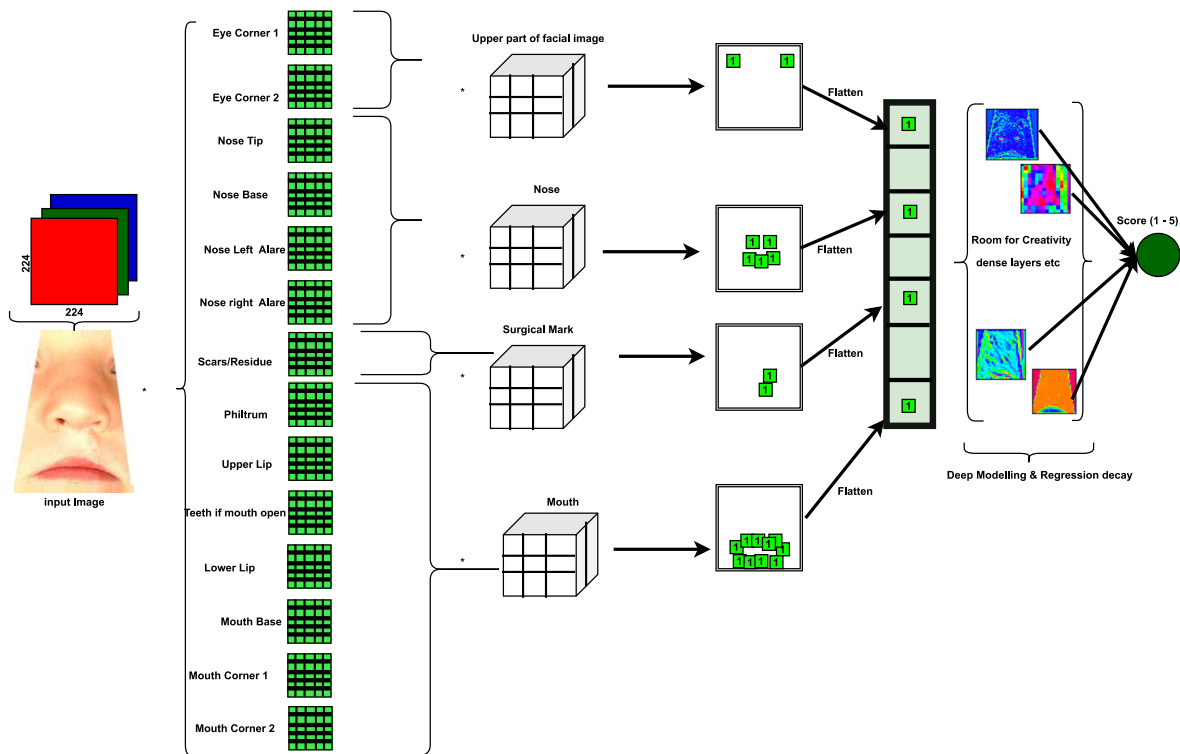 Eye Corner 1
Eye Corner 2
Nose Tip
Nose Base
Nose Left Alare
Nose right Alare
Scars/Residue
Philtrum
Upper Lip
Teeth if mouth open
Lower Lip
Mouth Base
Mouth Corner 1
Mouth Corner 2
224
224
input Image
*
Upper part of facial image
*
Nose
*
Surgical Mark
*
Mouth
*
1 1
1 1
1 1 1
1
1
1 1 1 1
1 1
1 1 1 1
Flatten
Flatten
Flatten
Flatten
1
1
1
1
Room for Creativity
dense layers etc
Score (1 - 5)
Deep Modelling & Regression decay